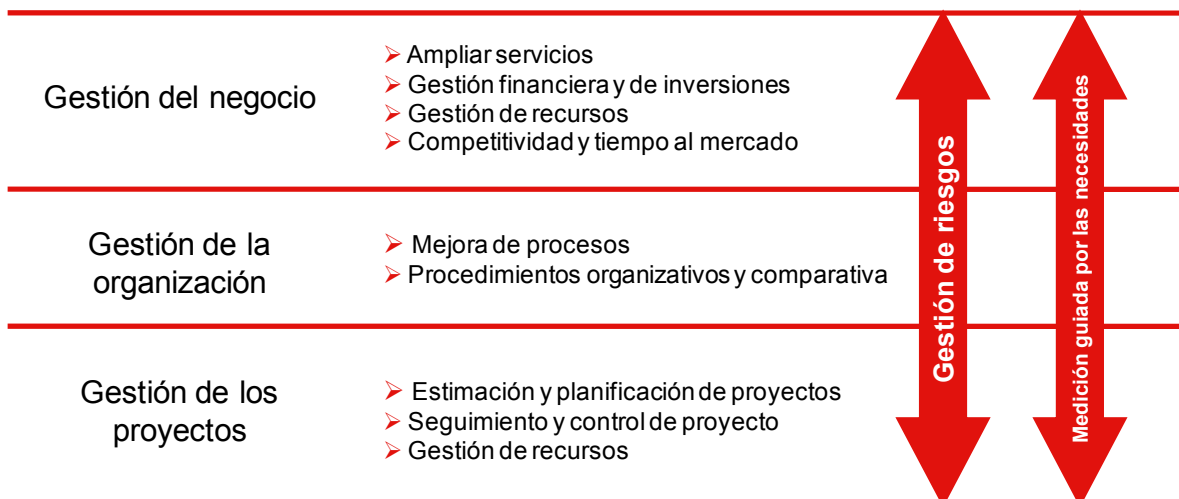 Gestión del negocio
Ampliar servicios
Gestión financiera y de inversiones
Gestión de recursos
Competitividad y tiempo al mercado
Gestión de la
organización
Mejora de procesos
Procedimientos organizativos y comparativa
Gestión de los
proyectos
Estimación y planificación de proyectos
Seguimiento y control de proyecto
Gestión de recursos
Gestión de riesgos
Medición guiada por las necesidades